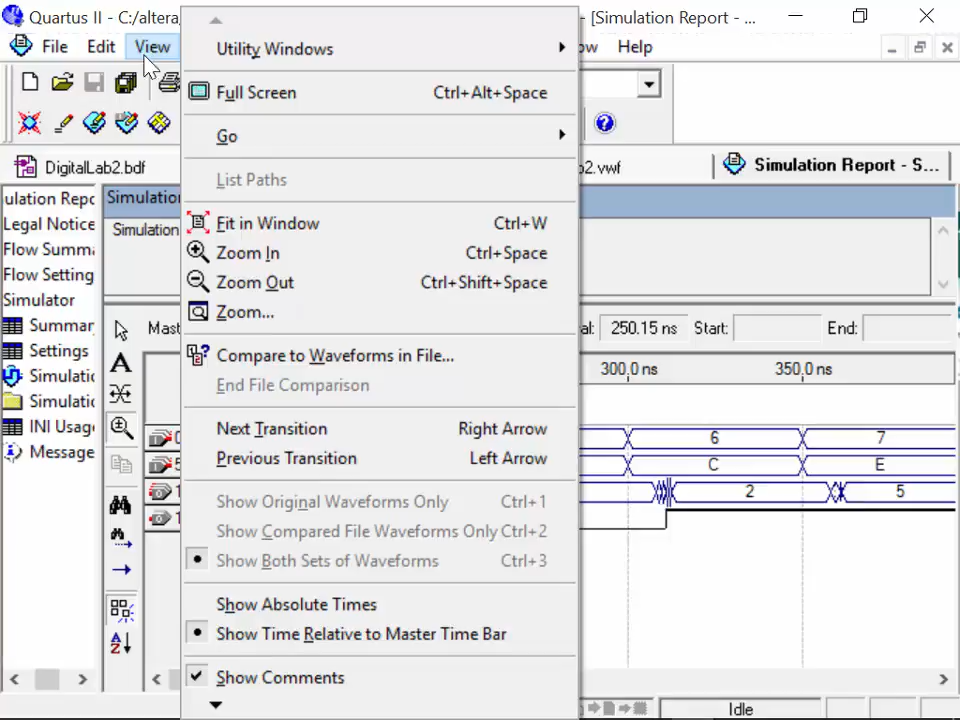 Quartus II - C:/altera, - [Simulation Report - ...
File Edit View ow Help
Utility Windows
Full Screen Ctrl+Alt+Space
Go
List Paths
Fit in Window Ctrl+W
Zoom In Ctrl+Space
Zoom Out Ctrl+Shift+Space
Zoom...
Compare to Waveforms in File...
End File Comparison
Next Transition Right Arrow
Previous Transition Left Arrow
Show Original Waveforms Only Ctrl+1
Show Compared File Waveforms Only Ctrl+2
Show Both Sets of Waveforms Ctrl+3
Show Absolute Times
Show Time Relative to Master Time Bar
Show Comments
DigitalLab2.bdf
b2.vwf
Simulation Report - S...
ulation Repo
Legal Notice
Flow Summa
Flow Setting
Simulator
Summar
Settings
Simulatio
Simulatio
INI Usag
Message
Simulation
Simulation
Mast
al: 250.15 ns Start: End:
300.0 ns 350.0 ns
6 7
C E
2 5
Idle